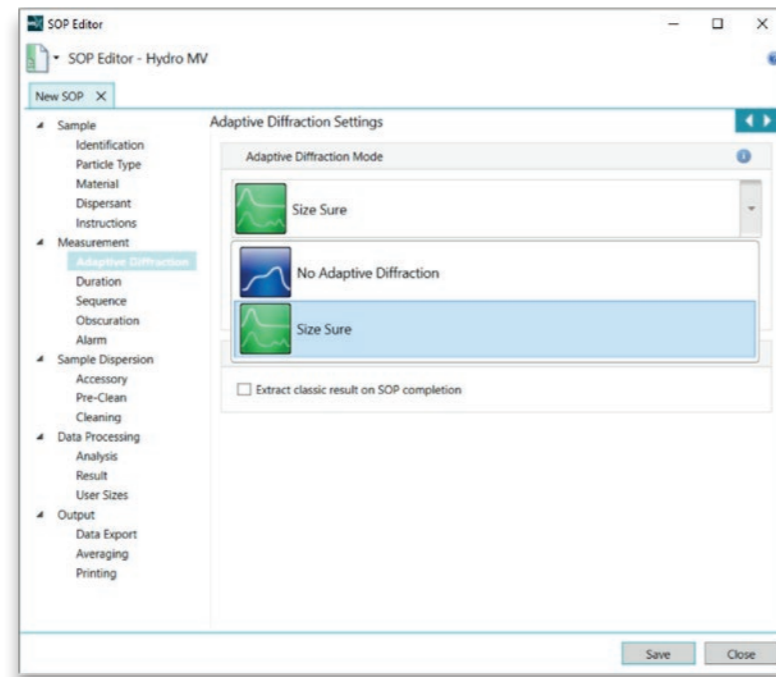 SOP Editor
SOP Editor - Hydro MV
New SOP X
Sample
Identification
Particle Type
Material
Dispersant
Instructions
Measurement
Adaptive Diffraction
Duration
Sequence
Obscuration
Alarm
Sample Dispersion
Accessory
Pre-Clean
Cleaning
Data Processing
Analysis
Result
User Sizes
Output
Data Export
Averaging
Printing
Adaptive Diffraction Settings
Adaptive Diffraction Mode
Size Sure
No Adaptive Diffraction
Size Sure
Extract classic result on SOP completion
Save
Close